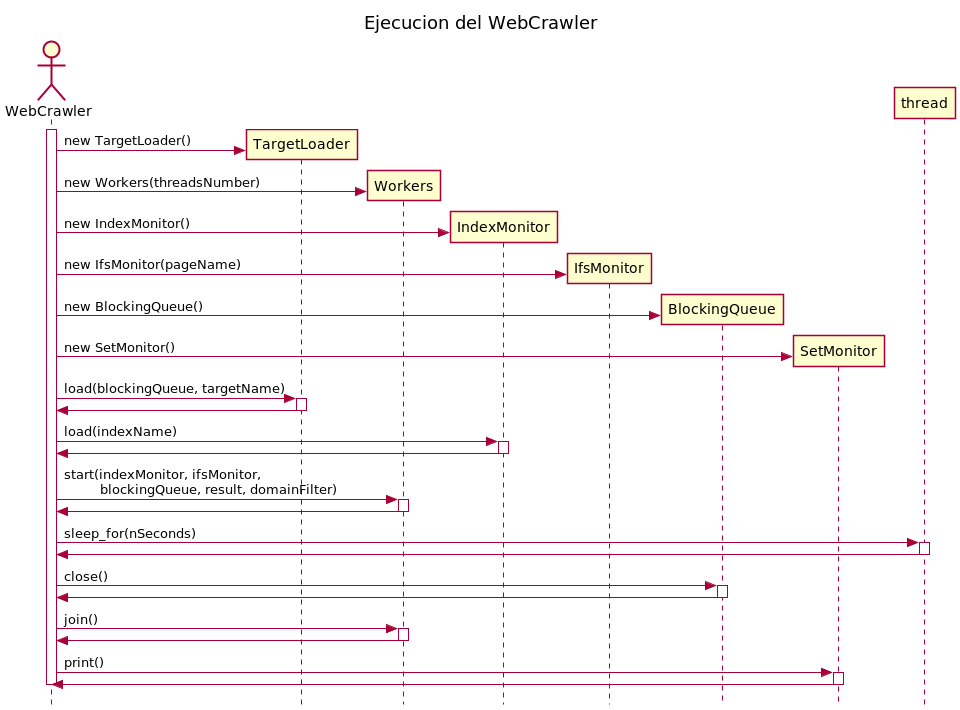 Ejecucion del WebCrawler
WebCrawler
thread
new TargetLoader()
TargetLoader
new Workers(threadsNumber)
Workers
new IndexMonitor()
IndexMonitor
new IfsMonitor(pageName)
IfsMonitor
new BlockingQueue()
BlockingQueue
new SetMonitor()
SetMonitor
load(blockingQueue, targetName)
load(indexName)
start(indexMonitor, ifsMonitor,
blockingQueue, result, domainFilter)
sleep_for(nSeconds)
close()
join()
print()